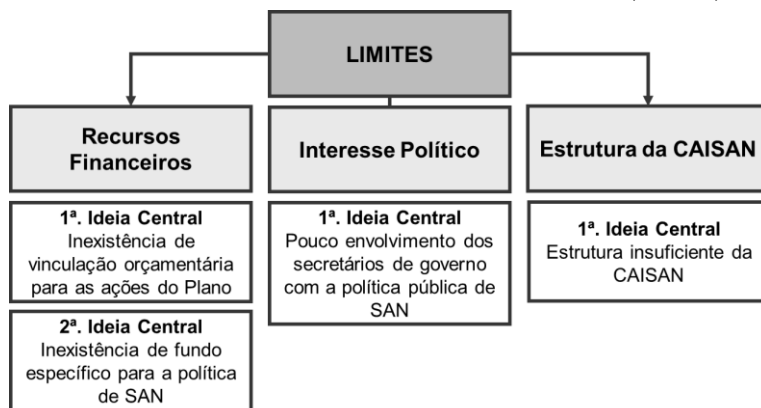 LIMITES
Recursos
Financeiros
1ª. Ideia Central
Inexistência de
vinculação orçamentária
para as ações do Plano
2ª. Ideia Central
Inexistência de fundo
específico para a política
de SAN
Interesse Político
1ª. Ideia Central
Pouco envolvimento dos
secretários de governo
com a política pública de
SAN
Estrutura da CAISAN
1ª. Ideia Central
Estrutura insuficiente da
CAISAN